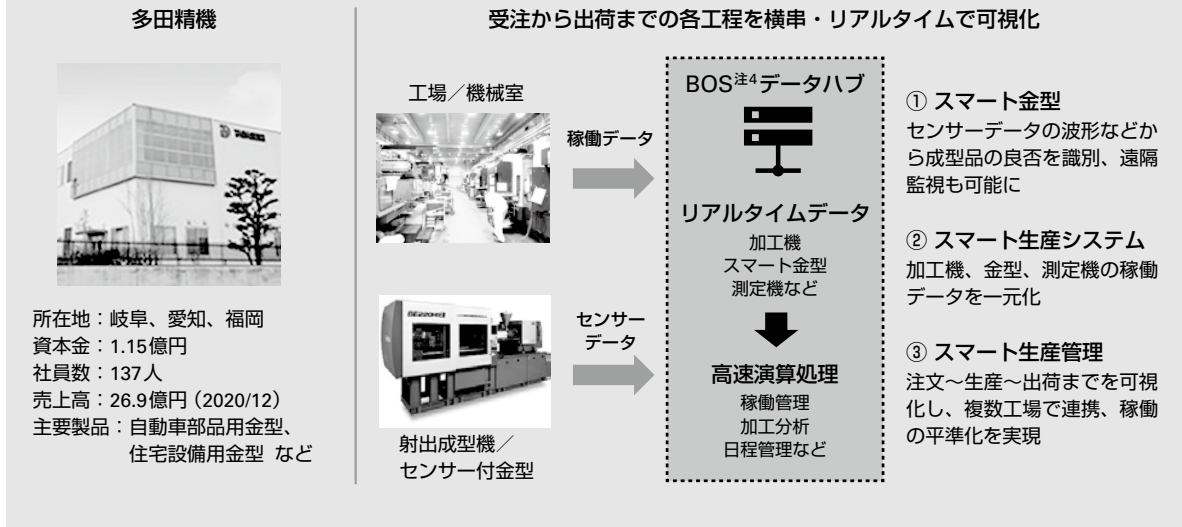 多田精機
所在地：岐阜、愛知、福岡
資本金：1.15億円
社員数：137人
売上高：26.9億円（2020/12）
主要製品：自動車部品用金型、
住宅設備用金型 など
受注から出荷までの各工程を横串・リアルタイムで可視化
工場／機械室
稼働データ
射出成型機／
センサー付金型
センサー
データ
BOS注4データハブ
リアルタイムデータ
加工機
スマート金型
測定機など
高速演算処理
稼働管理
加工分析
日程管理など
① スマート金型
センサーデータの波形などか
ら成型品の良否を識別、遠隔
監視も可能に
② スマート生産システム
加工機、金型、測定機の稼働
データを一元化
③ スマート生産管理
注文～生産～出荷までを可視
化し、複数工場で連携、稼働
の平準化を実現